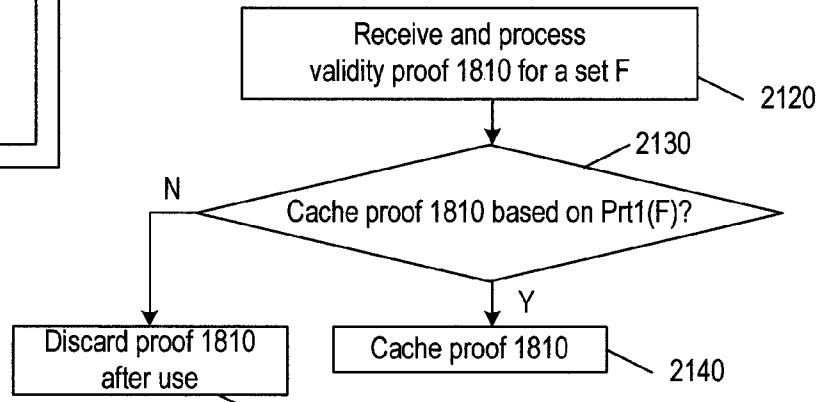 Receive and process
validity proof 1810 for a set F
2120
2130
N
Cache proof 1810 based on Prt1(F)?
Y
Discard proof 1810
after use
Cache proof 1810
2140